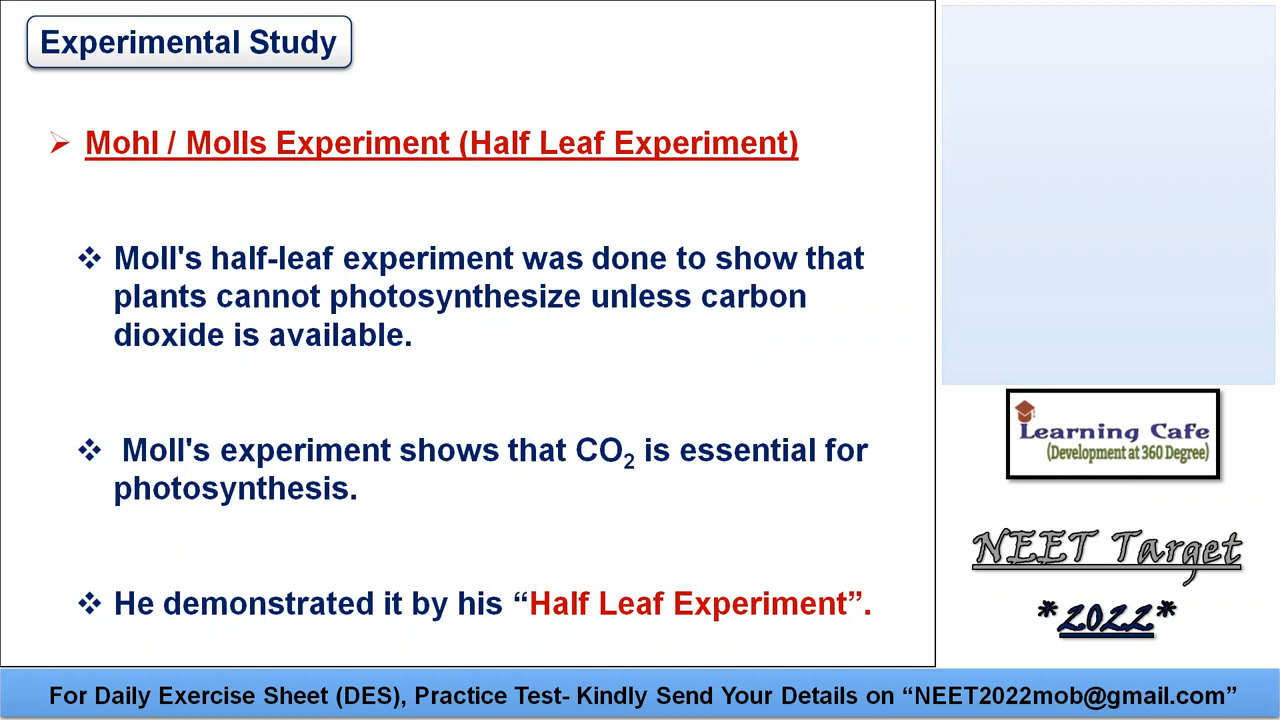 Experimental Study
Mohl / Molls Experiment (Half Leaf Experiment)
Moll's half-leaf experiment was done to show that
plants cannot photosynthesize unless carbon
dioxide is available.
Moll's experiment shows that CO₂ is essential for
photosynthesis.
He demonstrated it by his “Half Leaf Experiment”.
Learning Cafe
(Development at 360 Degree)
NEET Target
*2022*
For Daily Exercise Sheet (DES), Practice Test- Kindly Send Your Details on “NEET2022mob@gmail.com”